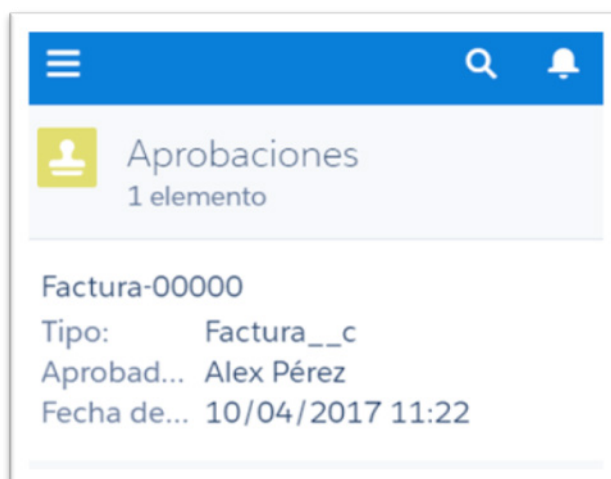 Aprobaciones
1 elemento
Factura-00000
Tipo: Factura__c
Aprobad... Alex Pérez
Fecha de... 10/04/2017 11:22